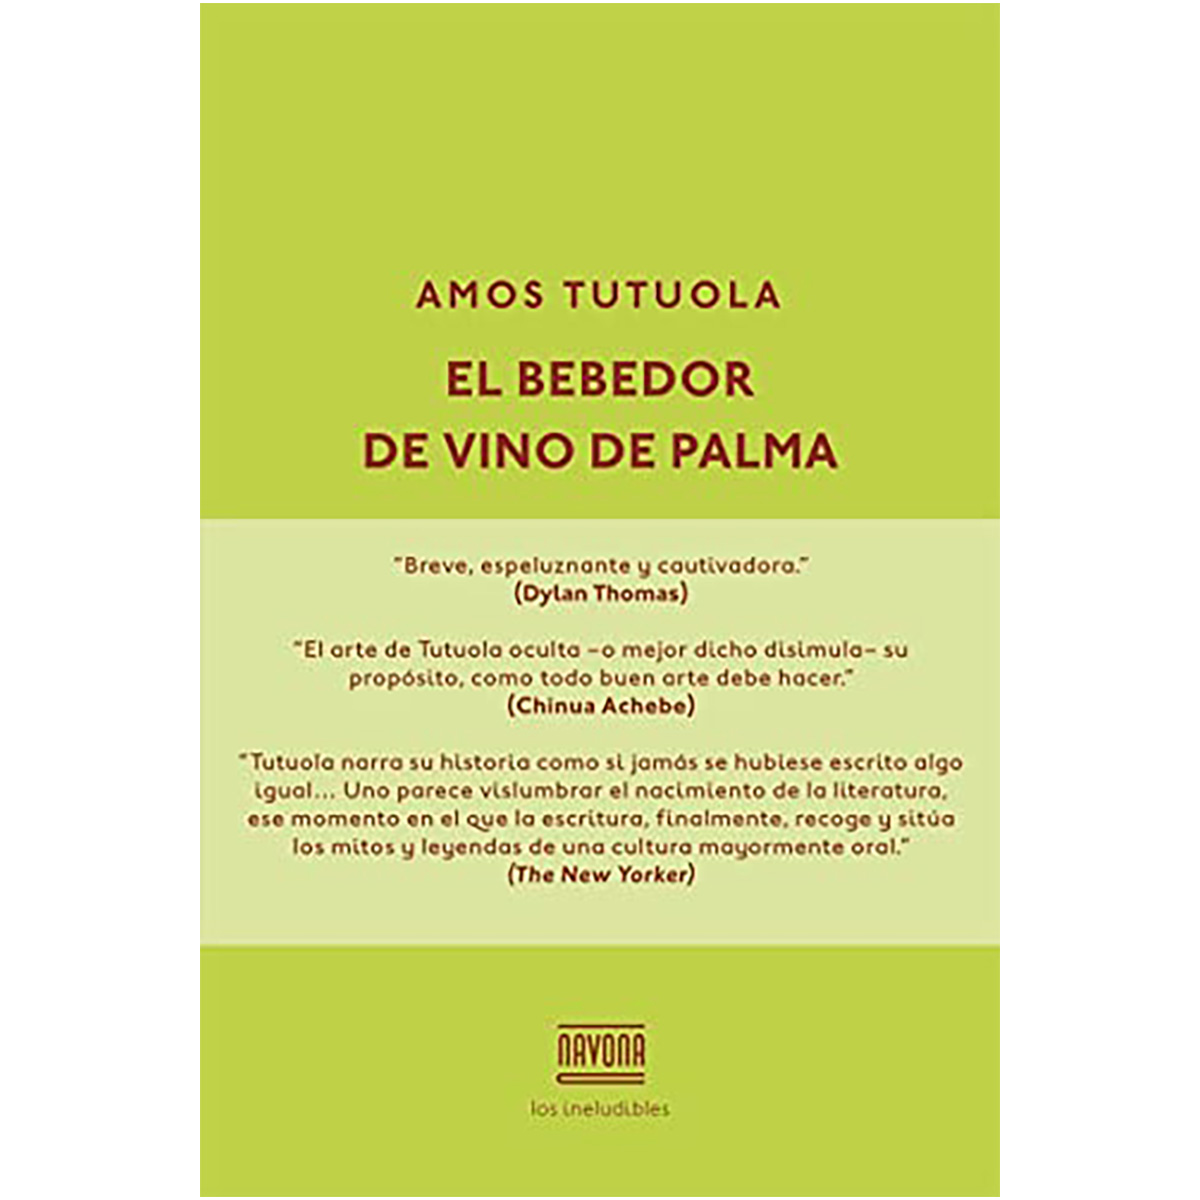 AMOS TUTUOLA
EL BEBEDOR
DE VINO DE PALMA
"Breve, espeluznante y cautivadora."
(Dylan Thomas)
"El arte de Tutuola oculta –o mejor dicho disimula– su
propósito, como todo buen arte debe hacer."
(Chinua Achebe)
"Tutuola narra su historia como si jamás se hubiese escrito algo
igual... Uno parece vislumbrar el nacimiento de la literatura,
ese momento en el que la escritura, finalmente, recoge y sitúa
los mitos y leyendas de una cultura mayormente oral."
(The New Yorker)
NAVONA
los ineludibles